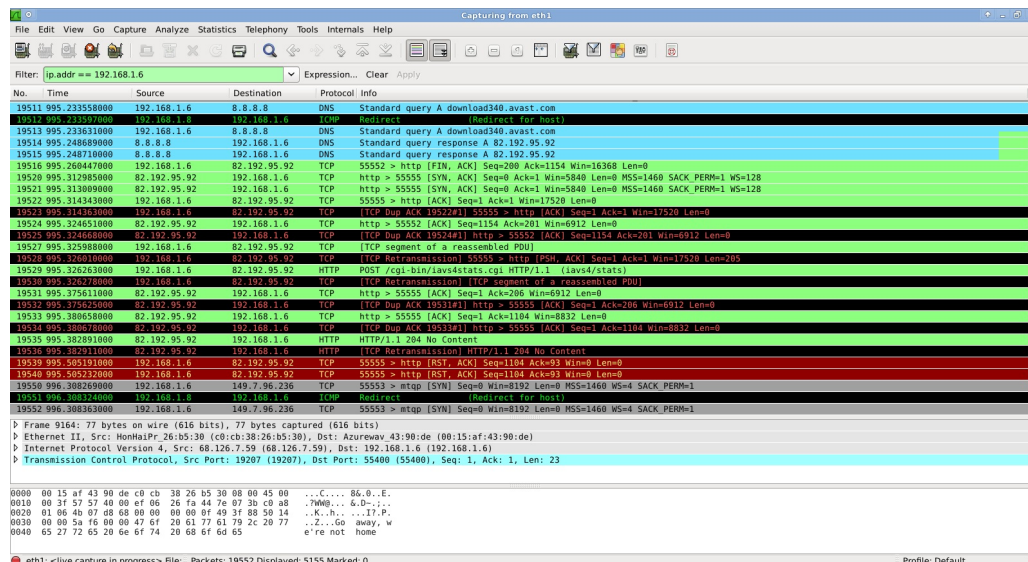 Capturing from eth1
File Edit View Go Capture Analyze Statistics Telephony Tools Internals Help
Filter: ip.addr == 192.168.1.6 Expression... Clear Apply
No. Time Source Destination Protocol Info
19511 995.233558000 192.168.1.6 8.8.8.8 DNS Standard query A download340.avast.com
19512 995.233597000 192.168.1.8 192.168.1.6 ICMP Redirect (Redirect for host)
19513 995.233631000 192.168.1.6 8.8.8.8 DNS Standard query A download340.avast.com
19514 995.248689000 8.8.8.8 192.168.1.6 DNS Standard query response A 82.192.95.92
19515 995.248710000 8.8.8.8 192.168.1.6 DNS Standard query response A 82.192.95.92
19516 995.260447000 192.168.1.6 82.192.95.92 TCP 55552 > http [FIN, ACK] Seq=200 Ack=1154 Win=16368 Len=0
19520 995.312985000 82.192.95.92 192.168.1.6 TCP http > 55555 [SYN, ACK] Seq=0 Ack=1 Win=5840 Len=0 MSS=1460 SACK_PERM=1 WS=128
19521 995.313009000 82.192.95.92 192.168.1.6 TCP http > 55555 [SYN, ACK] Seq=0 Ack=1 Win=5840 Len=0 MSS=1460 SACK_PERM=1 WS=128
19522 995.314343000 192.168.1.6 82.192.95.92 TCP 55555 > http [ACK] Seq=1 Ack=1 Win=17520 Len=0
19523 995.314363000 192.168.1.6 82.192.95.92 TCP [TCP Dup ACK 19522#1] 55555 > http [ACK] Seq=1 Ack=1 Win=17520 Len=0
19524 995.324651000 82.192.95.92 192.168.1.6 TCP http > 55552 [ACK] Seq=1154 Ack=201 Win=6912 Len=0
19525 995.324668000 82.192.95.92 192.168.1.6 TCP [TCP Dup ACK 19524#1] http > 55552 [ACK] Seq=1154 Ack=201 Win=6912 Len=0
19527 995.325988000 192.168.1.6 82.192.95.92 TCP [TCP segment of a reassembled PDU]
19528 995.326010000 192.168.1.6 82.192.95.92 TCP [TCP Retransmission] 55555 > http [PSH, ACK] Seq=1 Ack=1 Win=17520 Len=205
19529 995.326263000 192.168.1.6 82.192.95.92 HTTP POST /cgi-bin/iavs4stats.cgi HTTP/1.1 (iavs4/stats)
19530 995.326278000 192.168.1.6 82.192.95.92 TCP [TCP Retransmission] [TCP segment of a reassembled PDU]
19531 995.375611000 82.192.95.92 192.168.1.6 TCP http > 55555 [ACK] Seq=1 Ack=206 Win=6912 Len=0
19532 995.375625000 82.192.95.92 192.168.1.6 TCP [TCP Dup ACK 19531#1] http > 55555 [ACK] Seq=1 Ack=206 Win=6912 Len=0
19533 995.380658000 82.192.95.92 192.168.1.6 TCP http > 55555 [ACK] Seq=1 Ack=1104 Win=8832 Len=0
19534 995.380678000 82.192.95.92 192.168.1.6 TCP [TCP Dup ACK 19533#1] http > 55555 [ACK] Seq=1 Ack=1104 Win=8832 Len=0
19535 995.382891000 82.192.95.92 192.168.1.6 HTTP HTTP/1.1 204 No Content
19536 995.382911000 82.192.95.92 192.168.1.6 HTTP [TCP Retransmission] HTTP/1.1 204 No Content
19539 995.505191000 192.168.1.6 82.192.95.92 TCP 55555 > http [RST, ACK] Seq=1104 Ack=93 Win=0 Len=0
19540 995.505232000 192.168.1.6 82.192.95.92 TCP 55555 > http [RST, ACK] Seq=1104 Ack=93 Win=0 Len=0
19550 996.308269000 192.168.1.6 149.7.96.236 TCP 55553 > mtqp [SYN] Seq=0 Win=8192 Len=0 MSS=1460 WS=4 SACK_PERM=1
19551 996.308324000 192.168.1.8 192.168.1.6 ICMP Redirect (Redirect for host)
19552 996.308363000 192.168.1.6 149.7.96.236 TCP 55553 > mtqp [SYN] Seq=0 Win=8192 Len=0 MSS=1460 WS=4 SACK_PERM=1
Frame 9164: 77 bytes on wire (616 bits), 77 bytes captured (616 bits)
Ethernet II, Src: HonHaiPr_26:b5:30 (c0:cb:38:26:b5:30), Dst: Azurewav_43:90:de (00:15:af:43:90:de)
Internet Protocol Version 4, Src: 68.126.7.59 (68.126.7.59), Dst: 192.168.1.6 (192.168.1.6)
Transmission Control Protocol, Src Port: 19207 (19207), Dst Port: 55400 (55400), Seq: 1, Ack: 1, Len: 23
0000 00 15 af 43 90 de c0 cb 38 26 b5 30 08 00 45 00 ...C.... 8&.0..E.
0010 00 3f 57 57 40 00 ef 06 26 fa 44 7e 07 3b c0 a8 .?WW@... &.D~.;..
0020 01 06 4b 07 d8 68 00 00 00 0f 49 3f 88 50 14 ..K..h.. ...I?.P.
0030 00 00 5a f6 00 00 47 6f 20 61 77 61 79 2c 20 77 ..Z...Go away, w
0040 65 27 72 65 20 6e 6f 74 20 68 6f 6d 65 e're not home
eth1: <live capture in progress> File: Packets: 19552 Displayed: 5155 Marked: 0 Profile: Default